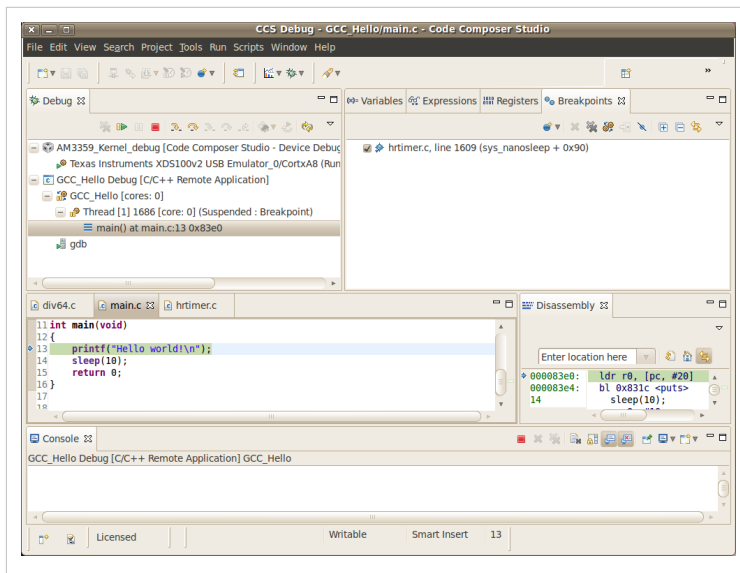 CCS Debug - GCC_Hello/main.c - Code Composer Studio
File Edit View Search Project Tools Run Scripts Window Help
Debug
AM3359_Kernel_debug [Code Composer Studio - Device Debug
Texas Instruments XDS100v2 USB Emulator_0/CortxA8 (Run
GCC_Hello Debug [C/C++ Remote Application]
GCC_Hello [cores: 0]
Thread [1] 1686 [core: 0] (Suspended : Breakpoint)
main() at main.c:13 0x83e0
gdb
Variables Expressions Registers Breakpoints
hrtimer.c, line 1609 (sys_nanosleep + 0x90)
div64.c main.c hrtimer.c
11 int main(void)
12 {
13 printf("Hello world!\n");
14 sleep(10);
15 return 0;
16 }
17
18
Disassembly
Enter location here
000083e0: ldr r0, [pc, #20]
000083e4: bl 0x831c <puts>
14 sleep(10);
Console
GCC_Hello Debug [C/C++ Remote Application] GCC_Hello
Licensed Writable Smart Insert 13